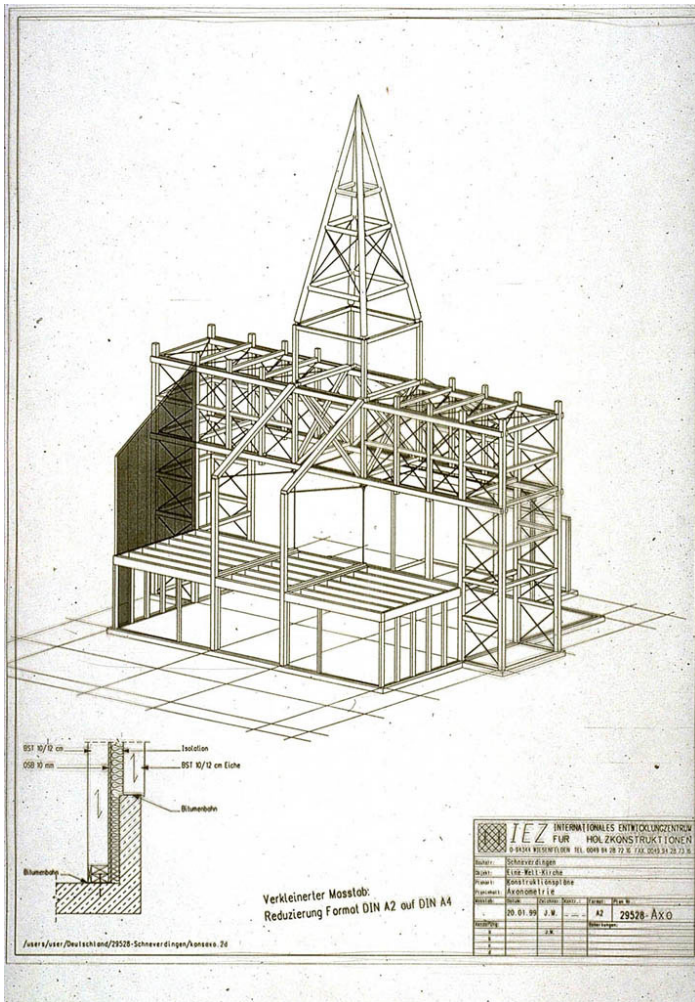 BST 10/12 cm
OSB 10 mm
Isolation
BST 10/12 cm Eiche
Bitumenbahn
Bitumenbahn
Verkleinerter Masstab:
Reduzierung Format DIN A2 auf DIN A4
/users/user/Deutschland/29528-Schneverdingen/konsaxo.2d
IEZ INTERNATIONALES ENTWICKLUNGZENTRUM
FÜR HOLZKONSTRUKTIONEN
Schneverdingen
Eine-Welt-Kirche
Konstruktionspläne
Axonometrie
20.01.99 J.W. A2 29528-AXO
J.W.